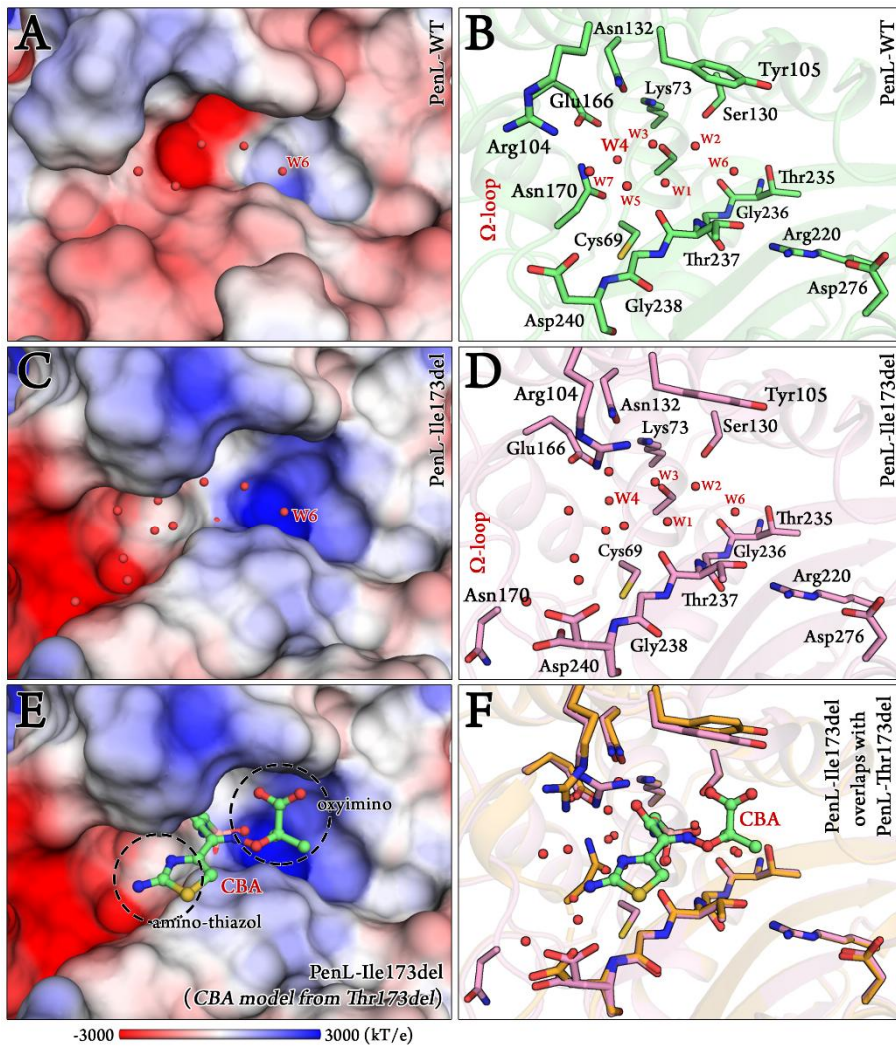 A
PenL-WT
W6
B
PenL-WT
Asn132
Tyr105
Lys73
Glu166
Ser130
Arg104
W3
W2
W4
W6
Asn170
W7
Thr235
W5
W1
Ω-loop
Gly236
Cys69
Arg220
Thr237
Gly238
Asp276
Asp240
C
PenL-Ile173del
W6
D
PenL-Ile173del
Arg104
Tyr105
Asn132
Lys73
Ser130
Glu166
W3
W4
W2
W6
W1
Thr235
Ω-loop
Cys69
Gly236
Asn170
Thr237
Arg220
Gly238
Asp276
Asp240
E
oxyimino
CBA
amino-thiazol
PenL-Ile173del
(CBA model from Thr173del)
F
PenL-Ile173del
overlaps with
PenL-Thr173del
CBA
-3000
3000 (kT/e)